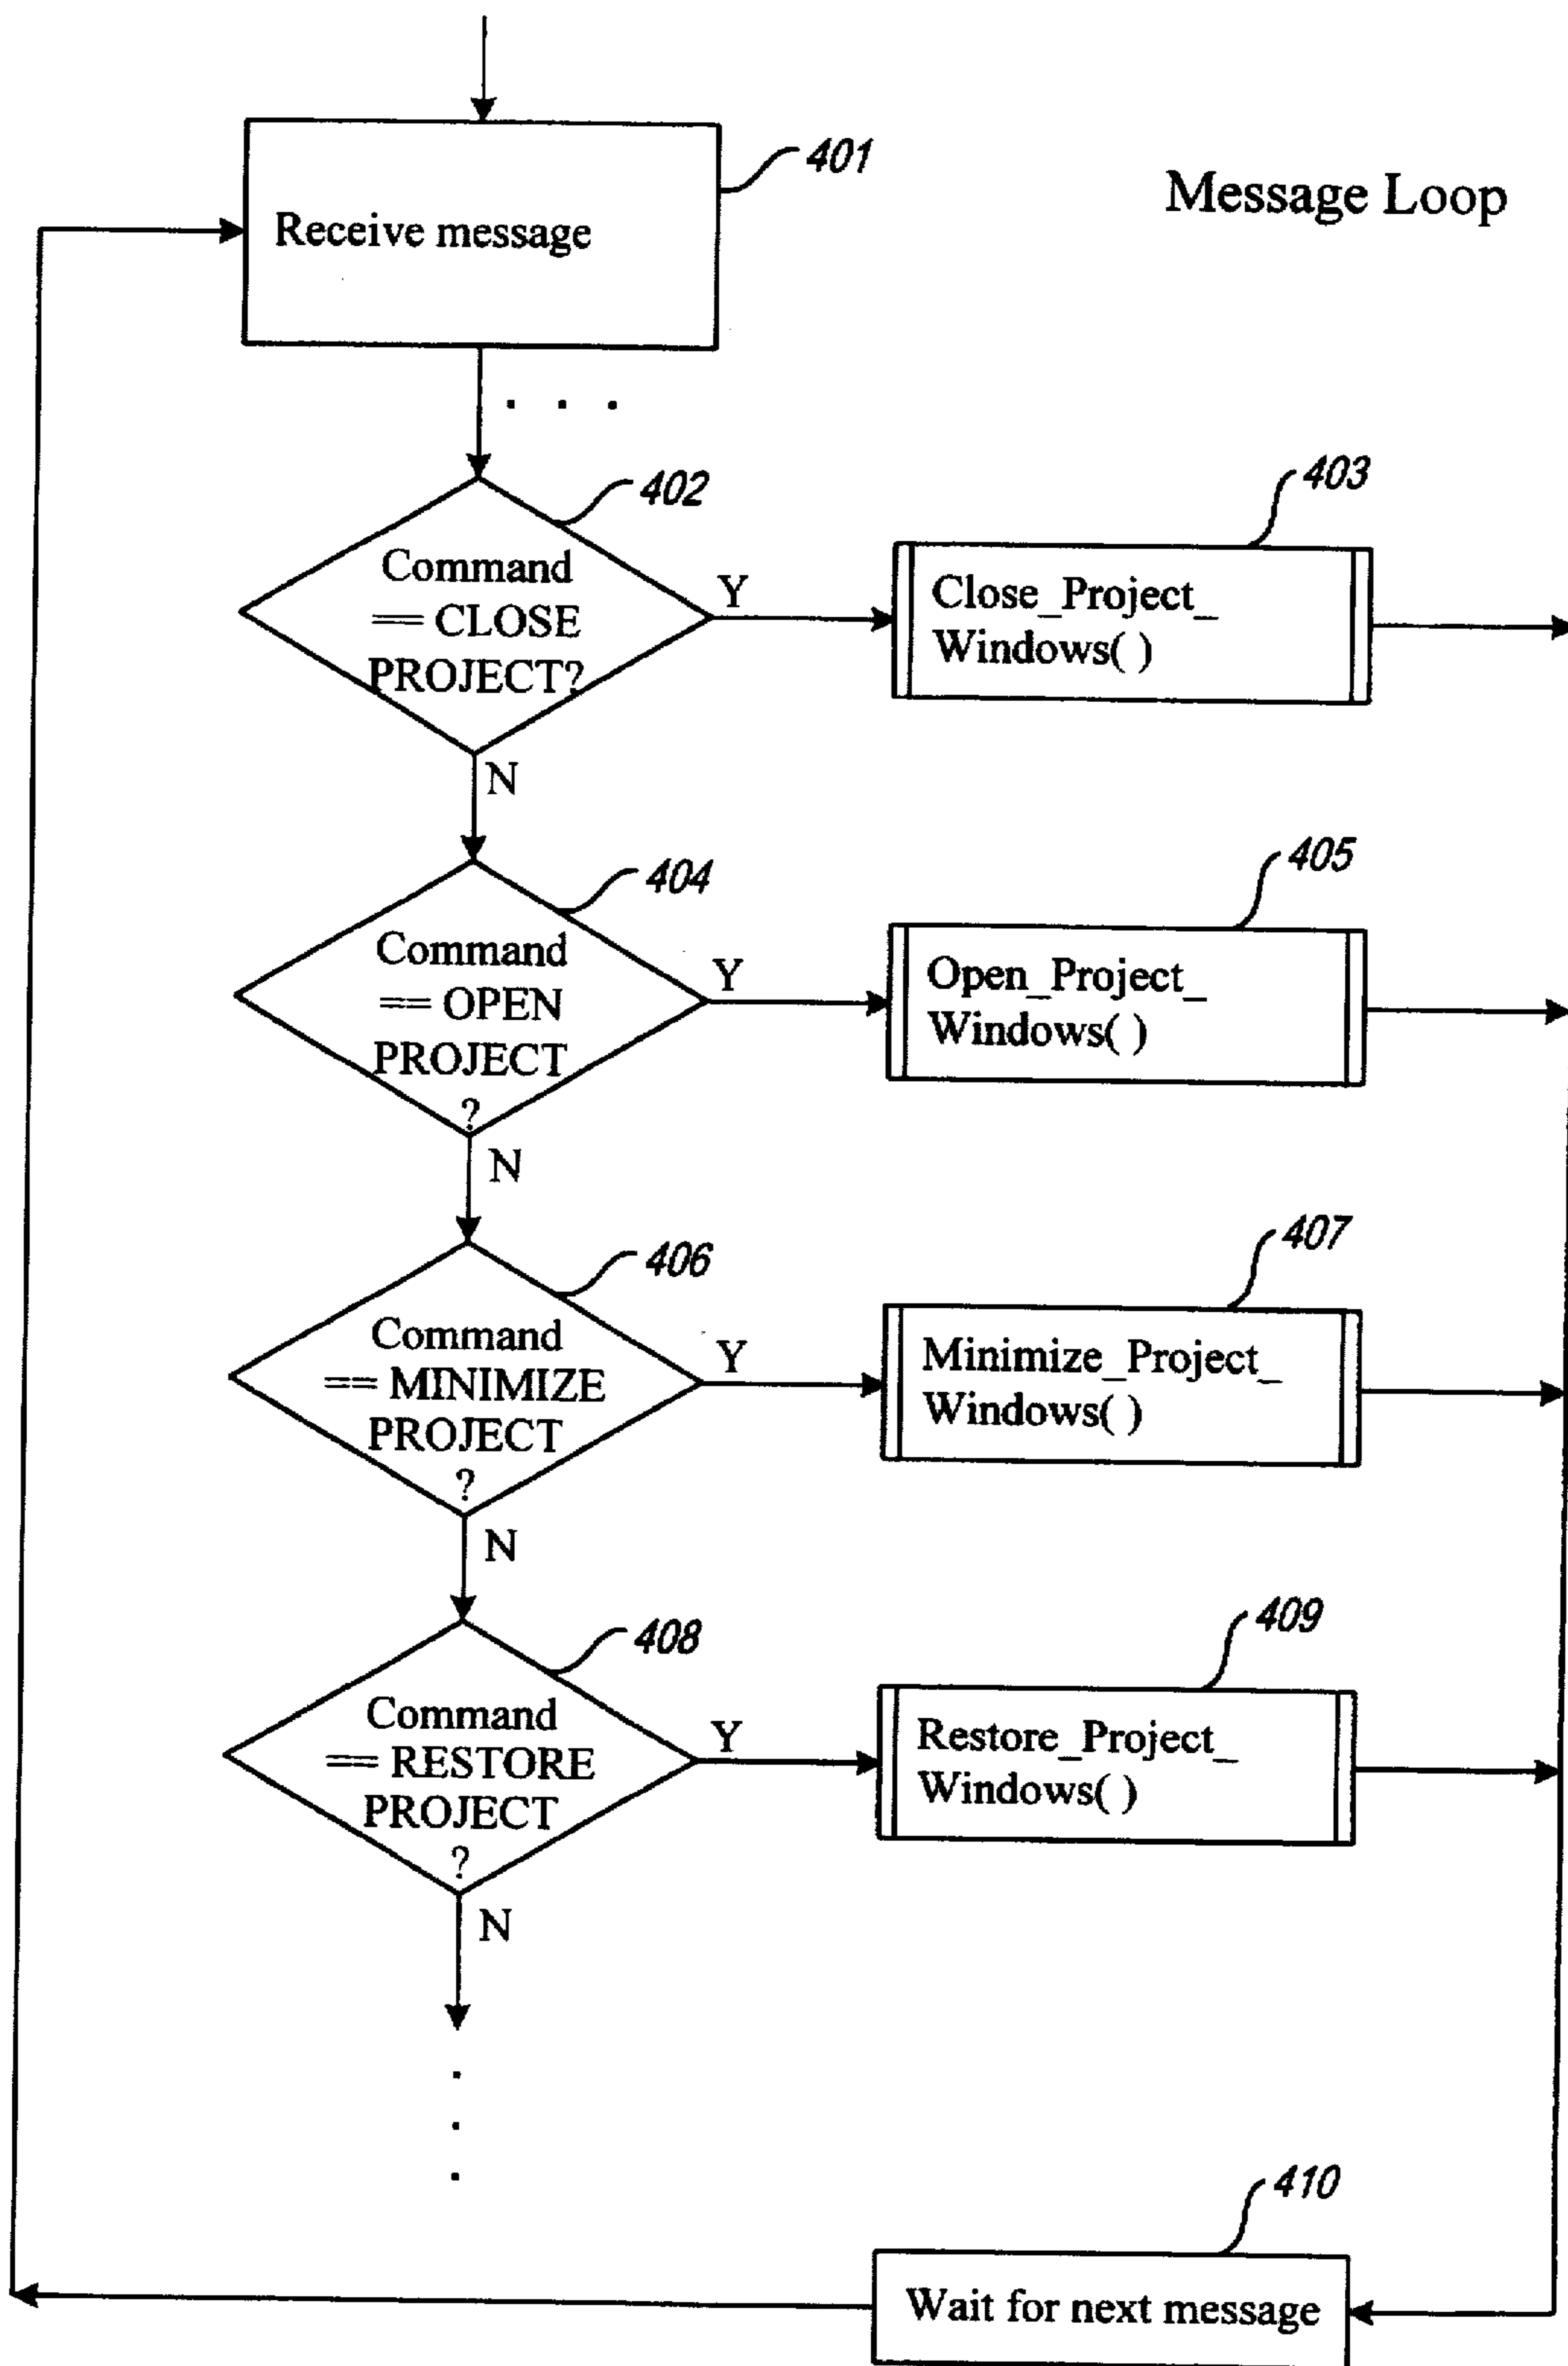 Message Loop
401
Receive message
. . .
402
Command
== CLOSE
PROJECT?
Y
N
403
Close_Project_
Windows( )
404
Command
== OPEN
PROJECT
?
Y
N
405
Open_Project_
Windows( )
406
Command
== MINIMIZE
PROJECT
?
Y
N
407
Minimize_Project_
Windows( )
408
Command
== RESTORE
PROJECT
?
Y
N
409
Restore_Project_
Windows( )
.
.
.
410
Wait for next message